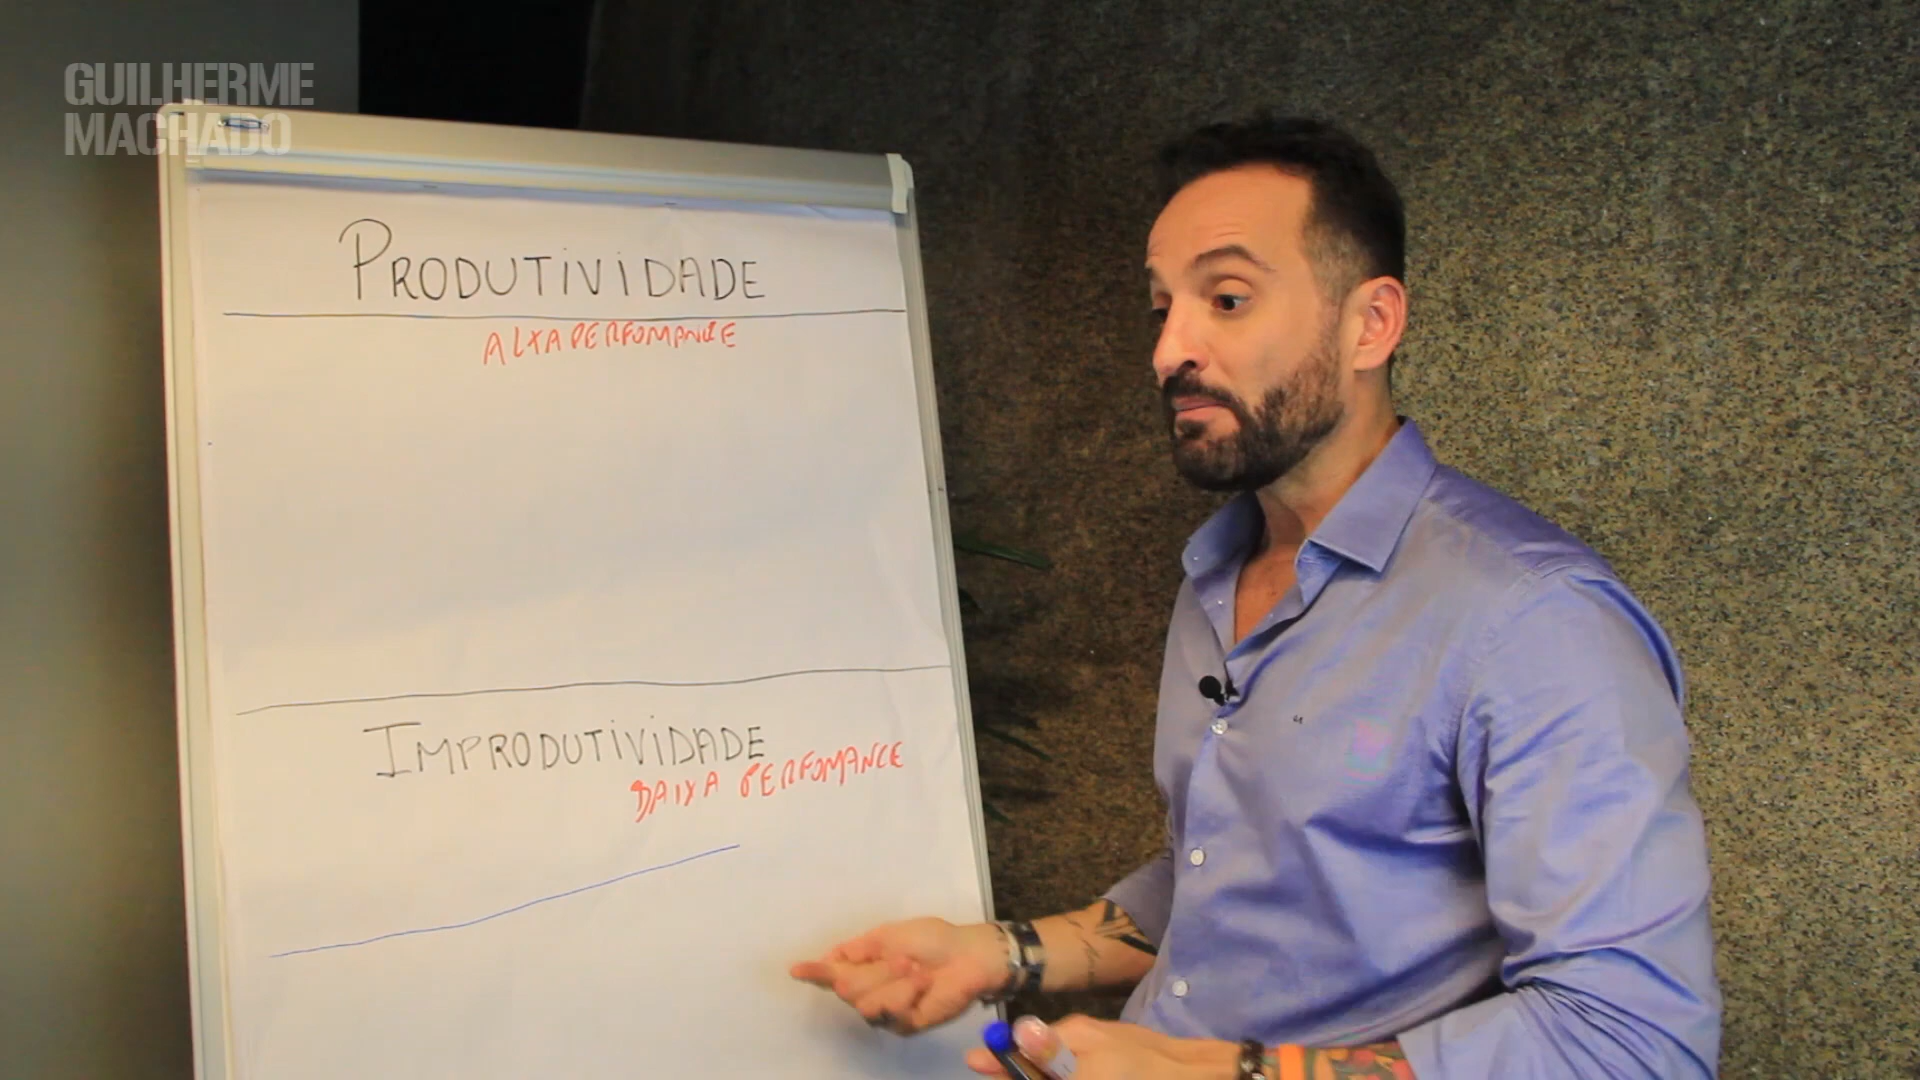 GUILHERME
MACHADO
PRODUTIVIDADE
ALTA PERFOMANCE
IMPRODUTIVIDADE
BAIXA PERFOMANCE